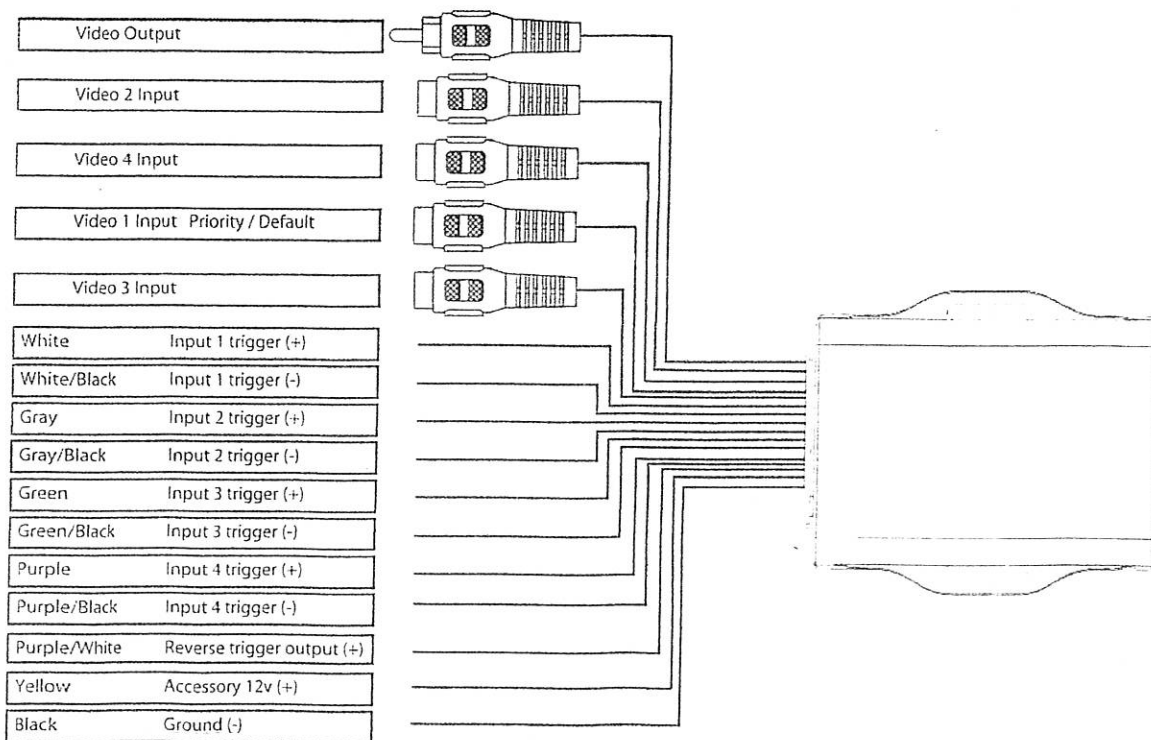 Video Output
Video 2 Input
Video 4 Input
Video 1 Input Priority / Default
Video 3 Input
White Input 1 trigger (+)
White/Black Input 1 trigger (-)
Gray Input 2 trigger (+)
Gray/Black Input 2 trigger (-)
Green Input 3 trigger (+)
Green/Black Input 3 trigger (-)
Purple Input 4 trigger (+)
Purple/Black Input 4 trigger (-)
Purple/White Reverse trigger output (+)
Yellow Accessory 12v (+)
Black Ground (-)